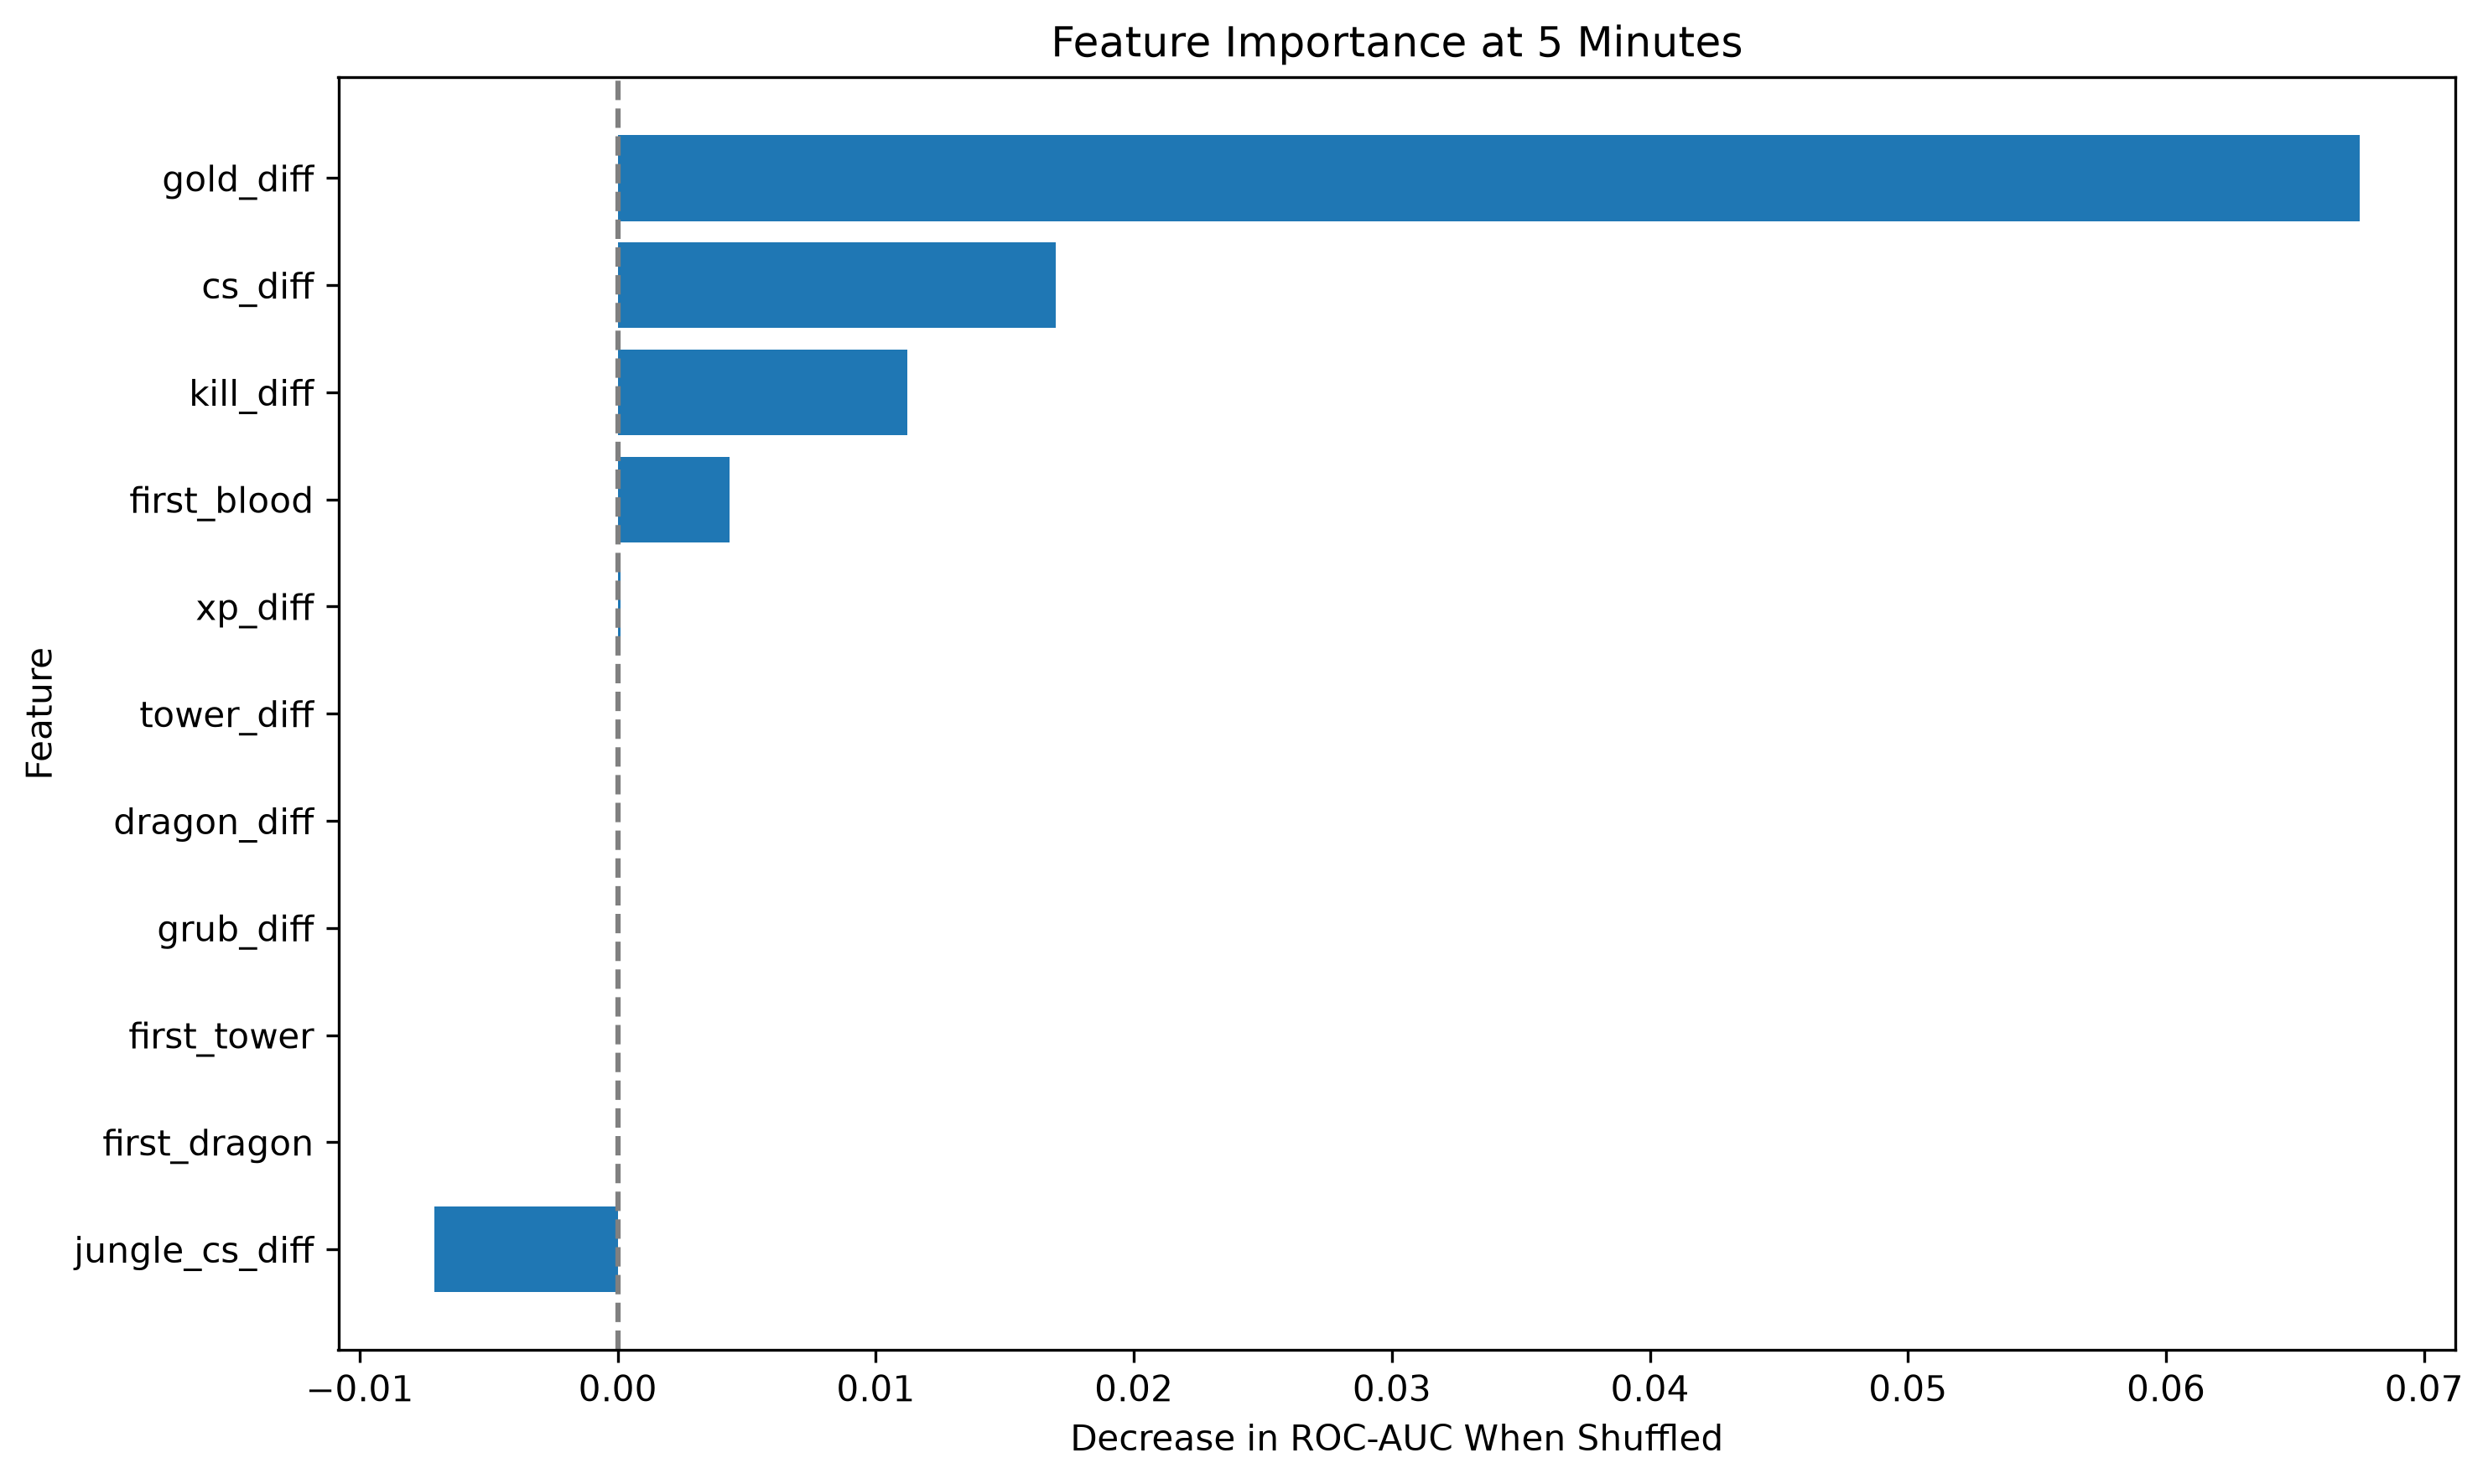 Feature Importance at 5 Minutes
Feature
gold_diff
cs_diff
kill_diff
first_blood
xp_diff
tower_diff
dragon_diff
grub_diff
first_tower
first_dragon
jungle_cs_diff
−0.01 0.00 0.01 0.02 0.03 0.04 0.05 0.06 0.07
Decrease in ROC-AUC When Shuffled